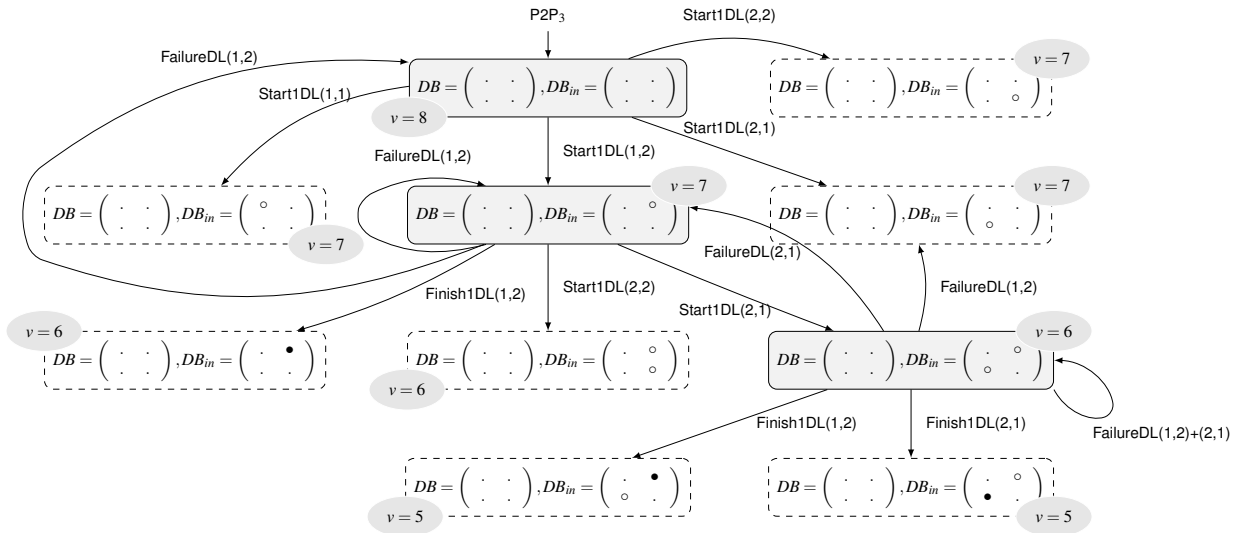 P2P3
Start1DL(2,2)
FailureDL(1,2)
v = 7
DB = ( . . . . ) , DBin = ( . . . . )
v = 8
DB = ( . . . . ) , DBin = ( . . . ○ )
Start1DL(1,1)
Start1DL(2,1)
FailureDL(1,2)
Start1DL(1,2)
v = 7
v = 7
DB = ( . . . . ) , DBin = ( ○ . . . )
v = 7
DB = ( . . . . ) , DBin = ( . ○ . . )
DB = ( . . . . ) , DBin = ( . . ○ . )
FailureDL(2,1)
Finish1DL(1,2)
Start1DL(2,2)
Start1DL(2,1)
FailureDL(1,2)
v = 6
DB = ( . . . . ) , DBin = ( . ● . . )
DB = ( . . . . ) , DBin = ( . ○ . ○ )
v = 6
v = 6
DB = ( . . . . ) , DBin = ( . ○ ○ . )
Finish1DL(1,2)
Finish1DL(2,1)
FailureDL(1,2)+(2,1)
DB = ( . . . . ) , DBin = ( . ● ○ . )
v = 5
DB = ( . . . . ) , DBin = ( . ○ ● . )
v = 5